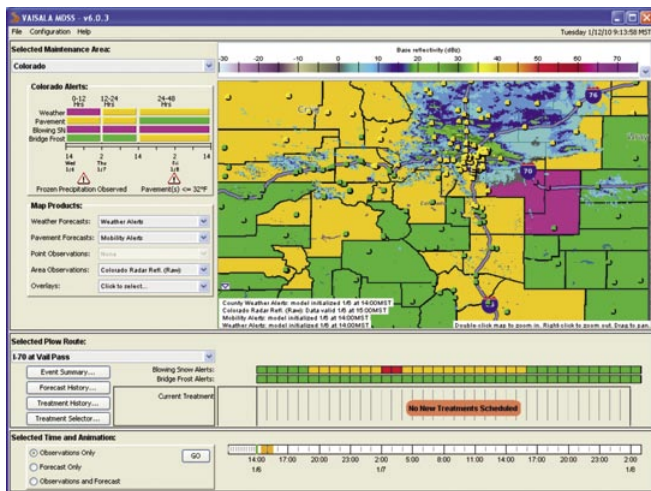 VAISALA MOSS - v6.0.3
File Configuration Help
Tuesday 1/12/10 9:13:58 MST
Selected Maintenance Area:
Colorado
Base reflectivity (dBz)
-30 -20 -10 0 10 20 30 40 50 60 70
Colorado Alerts:
0-12 Hrs 12-24 Hrs 24-48 Hrs
Weather
Pavement
Blowing SN
Bridge Frost
14 2 14 2 14
Wed 1/6 Thu 1/7 Fri 1/8
Frozen Precipitation Observed Pavement(s) <= 32°F
Map Products:
Weather Forecasts: Weather Alerts
Pavement Forecasts: Mobility Alerts
Point Observations: None
Area Observations: Colorado Radar Refl. (Raw)
Overlays: Click to select...
76
70
County Weather Alerts: model initialized 1/6 at 14:00MST
Colorado Radar Refl. (Raw): Data valid 1/6 at 15:00MST
Mobility Alerts: model initialized 1/6 at 14:00MST
Weather Alerts: model initialized 1/6 at 14:00MST
Double click map to zoom in. Right click to zoom out. Drag to pan.
Selected Plow Route:
I-70 at Vail Pass
Event Summary...
Forecast History...
Treatment History...
Treatment Selector...
Blowing Snow Alerts:
Bridge Frost Alerts:
Current Treatment
No New Treatments Scheduled
Selected Time and Animation:
Observations Only
Forecast Only
Observations and Forecast
GO
14:00 17:00 20:00 23:00 2:00 5:00 8:00 11:00 14:00 17:00 20:00 23:00 2:00
1/6 1/7 1/8